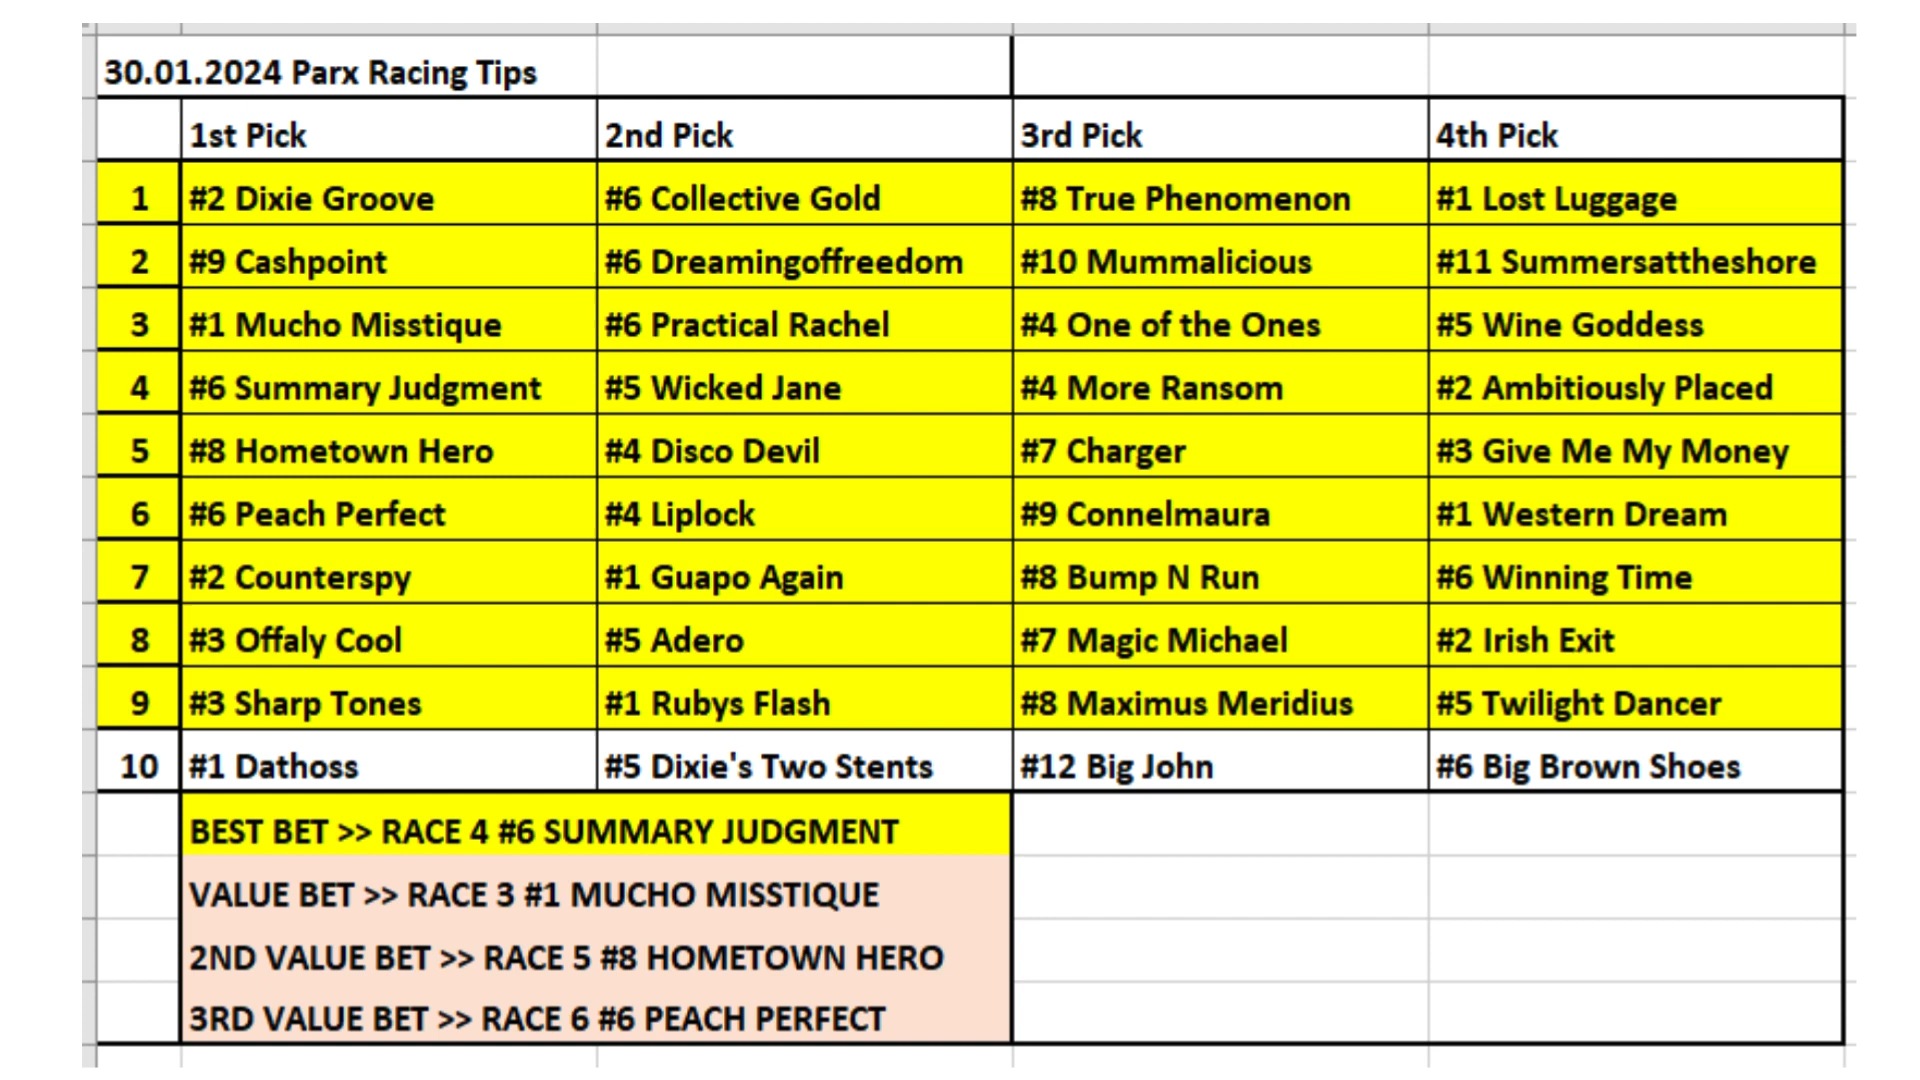 30.01.2024 Parx Racing Tips
1st Pick 2nd Pick 3rd Pick 4th Pick
1 #2 Dixie Groove #6 Collective Gold #8 True Phenomenon #1 Lost Luggage
2 #9 Cashpoint #6 Dreamingoffreedom #10 Mummalicious #11 Summersattheshore
3 #1 Mucho Misstique #6 Practical Rachel #4 One of the Ones #5 Wine Goddess
4 #6 Summary Judgment #5 Wicked Jane #4 More Ransom #2 Ambitiously Placed
5 #8 Hometown Hero #4 Disco Devil #7 Charger #3 Give Me My Money
6 #6 Peach Perfect #4 Liplock #9 Connelmaura #1 Western Dream
7 #2 Counterspy #1 Guapo Again #8 Bump N Run #6 Winning Time
8 #3 Offaly Cool #5 Adero #7 Magic Michael #2 Irish Exit
9 #3 Sharp Tones #1 Rubys Flash #8 Maximus Meridius #5 Twilight Dancer
10 #1 Dathoss #5 Dixie's Two Stents #12 Big John #6 Big Brown Shoes
BEST BET >> RACE 4 #6 SUMMARY JUDGMENT
VALUE BET >> RACE 3 #1 MUCHO MISSTIQUE
2ND VALUE BET >> RACE 5 #8 HOMETOWN HERO
3RD VALUE BET >> RACE 6 #6 PEACH PERFECT